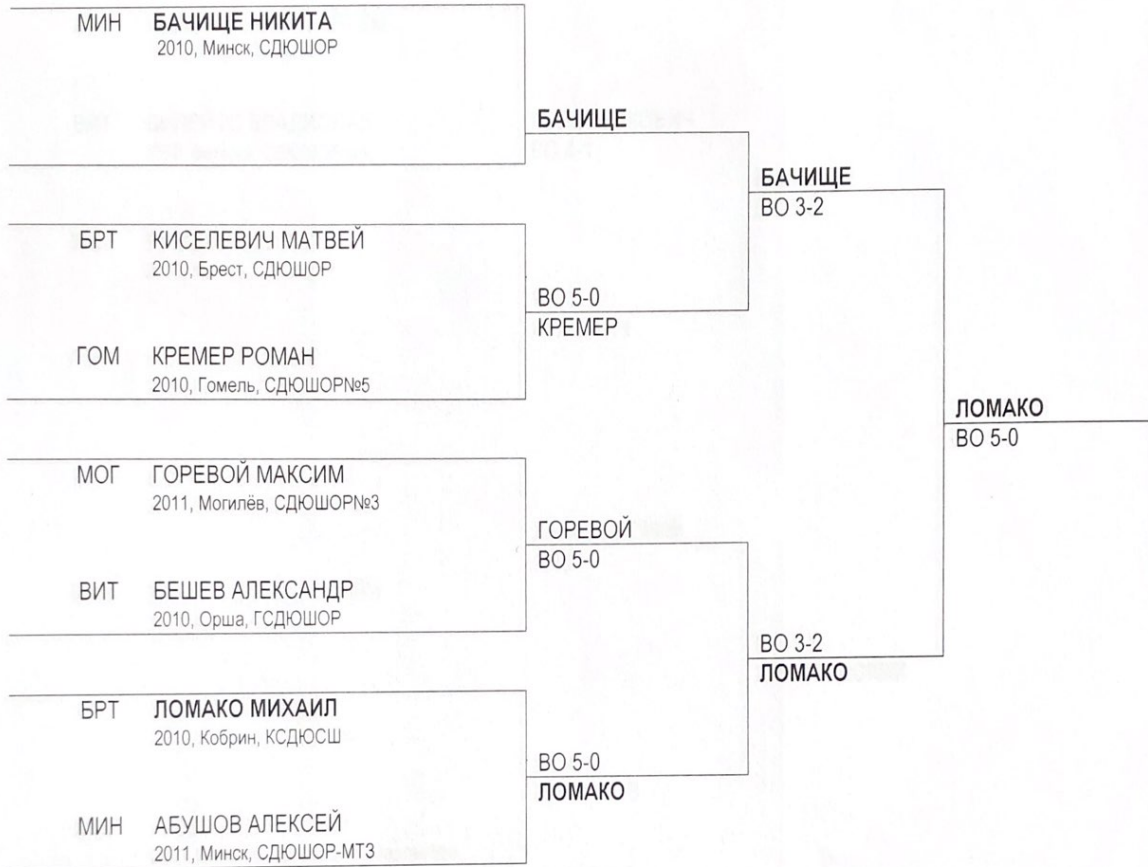 МИН БАЧИЩЕ НИКИТА
2010, Минск, СДЮШОР
БАЧИЩЕ
БАЧИЩЕ
ВО 3-2
БРТ КИСЕЛЕВИЧ МАТВЕЙ
2010, Брест, СДЮШОР
ВО 5-0
КРЕМЕР
ГОМ КРЕМЕР РОМАН
2010, Гомель, СДЮШОР№5
ЛОМАКО
ВО 5-0
МОГ ГОРЕВОЙ МАКСИМ
2011, Могилёв, СДЮШОР№3
ГОРЕВОЙ
ВО 5-0
ВИТ БЕШЕВ АЛЕКСАНДР
2010, Орша, ГСДЮШОР
ВО 3-2
ЛОМАКО
БРТ ЛОМАКО МИХАИЛ
2010, Кобрин, КСДЮСШ
ВО 5-0
ЛОМАКО
МИН АБУШОВ АЛЕКСЕЙ
2011, Минск, СДЮШОР-МТЗ